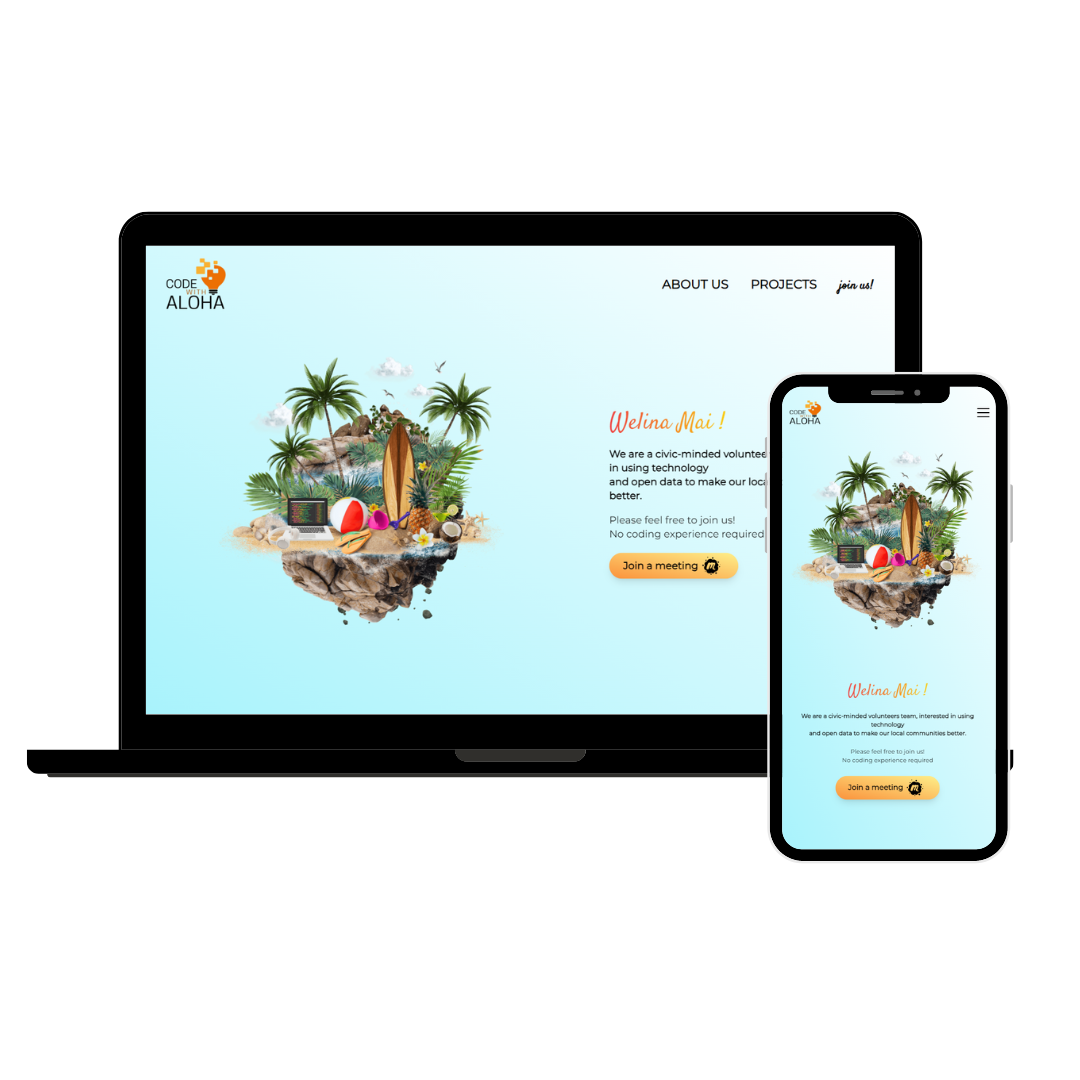 CODE
WITH
ALOHA
ABOUT US
PROJECTS
join us!
Welina Mai !
We are a civic-minded voluntee
in using technology
and open data to make our loca
better.
Please feel free to join us!
No coding experience required
Join a meeting
CODE
WITH
ALOHA
Welina Mai !
We are a civic-minded volunteers team, interested in using
technology
and open data to make our local communities better.
Please feel free to join us!
No coding experience required
Join a meeting